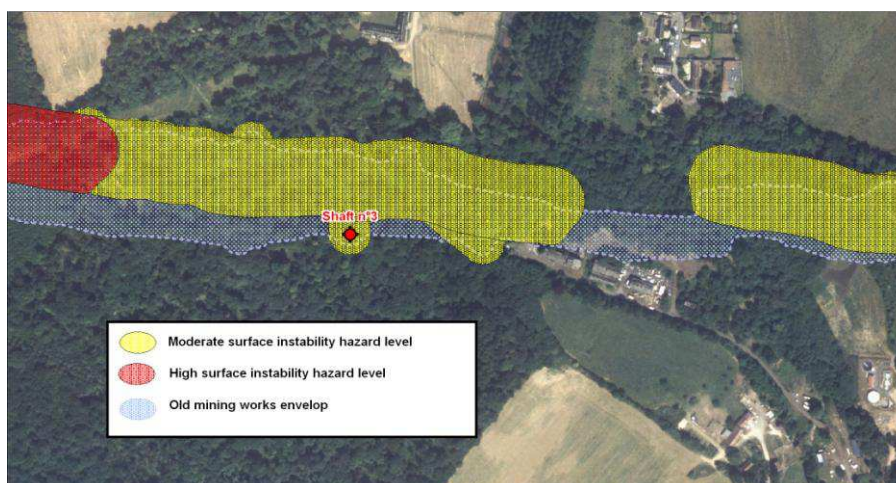 Shaft n°3
Moderate surface instability hazard level
High surface instability hazard level
Old mining works envelop